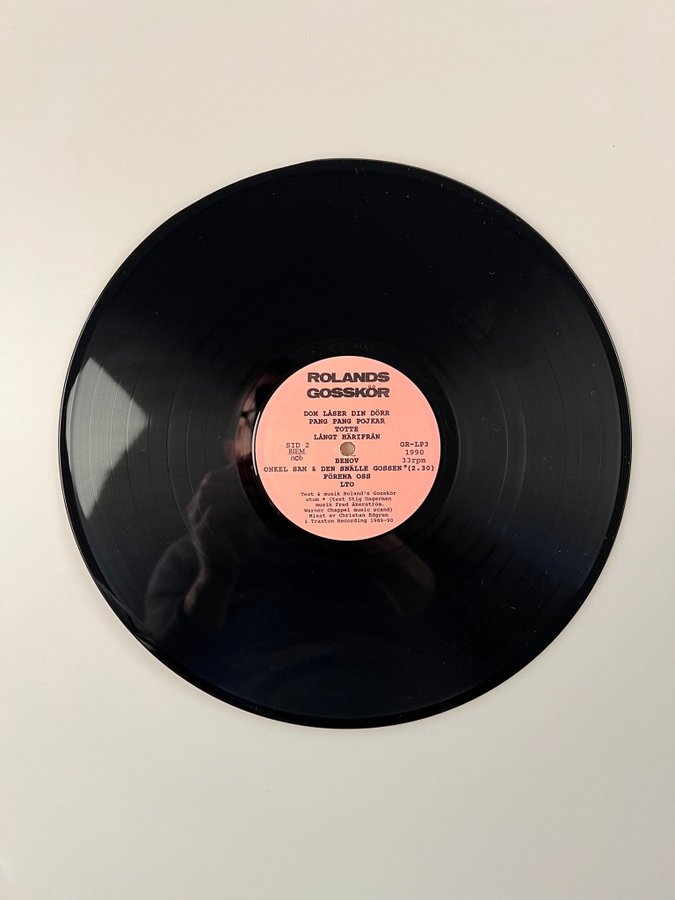 ROLANDS
GOSSKÖR
DOM LÅSER DIN DÖRR
PANG PANG POJKAR
TOTTE
LÅNGT HÄRIFRÅN
SID 2 OR-LP3
BIEM 1990
ncb
BEHOV 33rpm
ONKEL SAM & DEN SNÄLLE GOSSEN*(2.30)
FÖRENA OSS
LTO
Text & musik Roland's Gosskör
utom * (text Stig Dagerman
musik Fred Åkerström.
Warner Chappel music scand)
Mixat av Christan Edgren
i Traxton Recording 1989-90